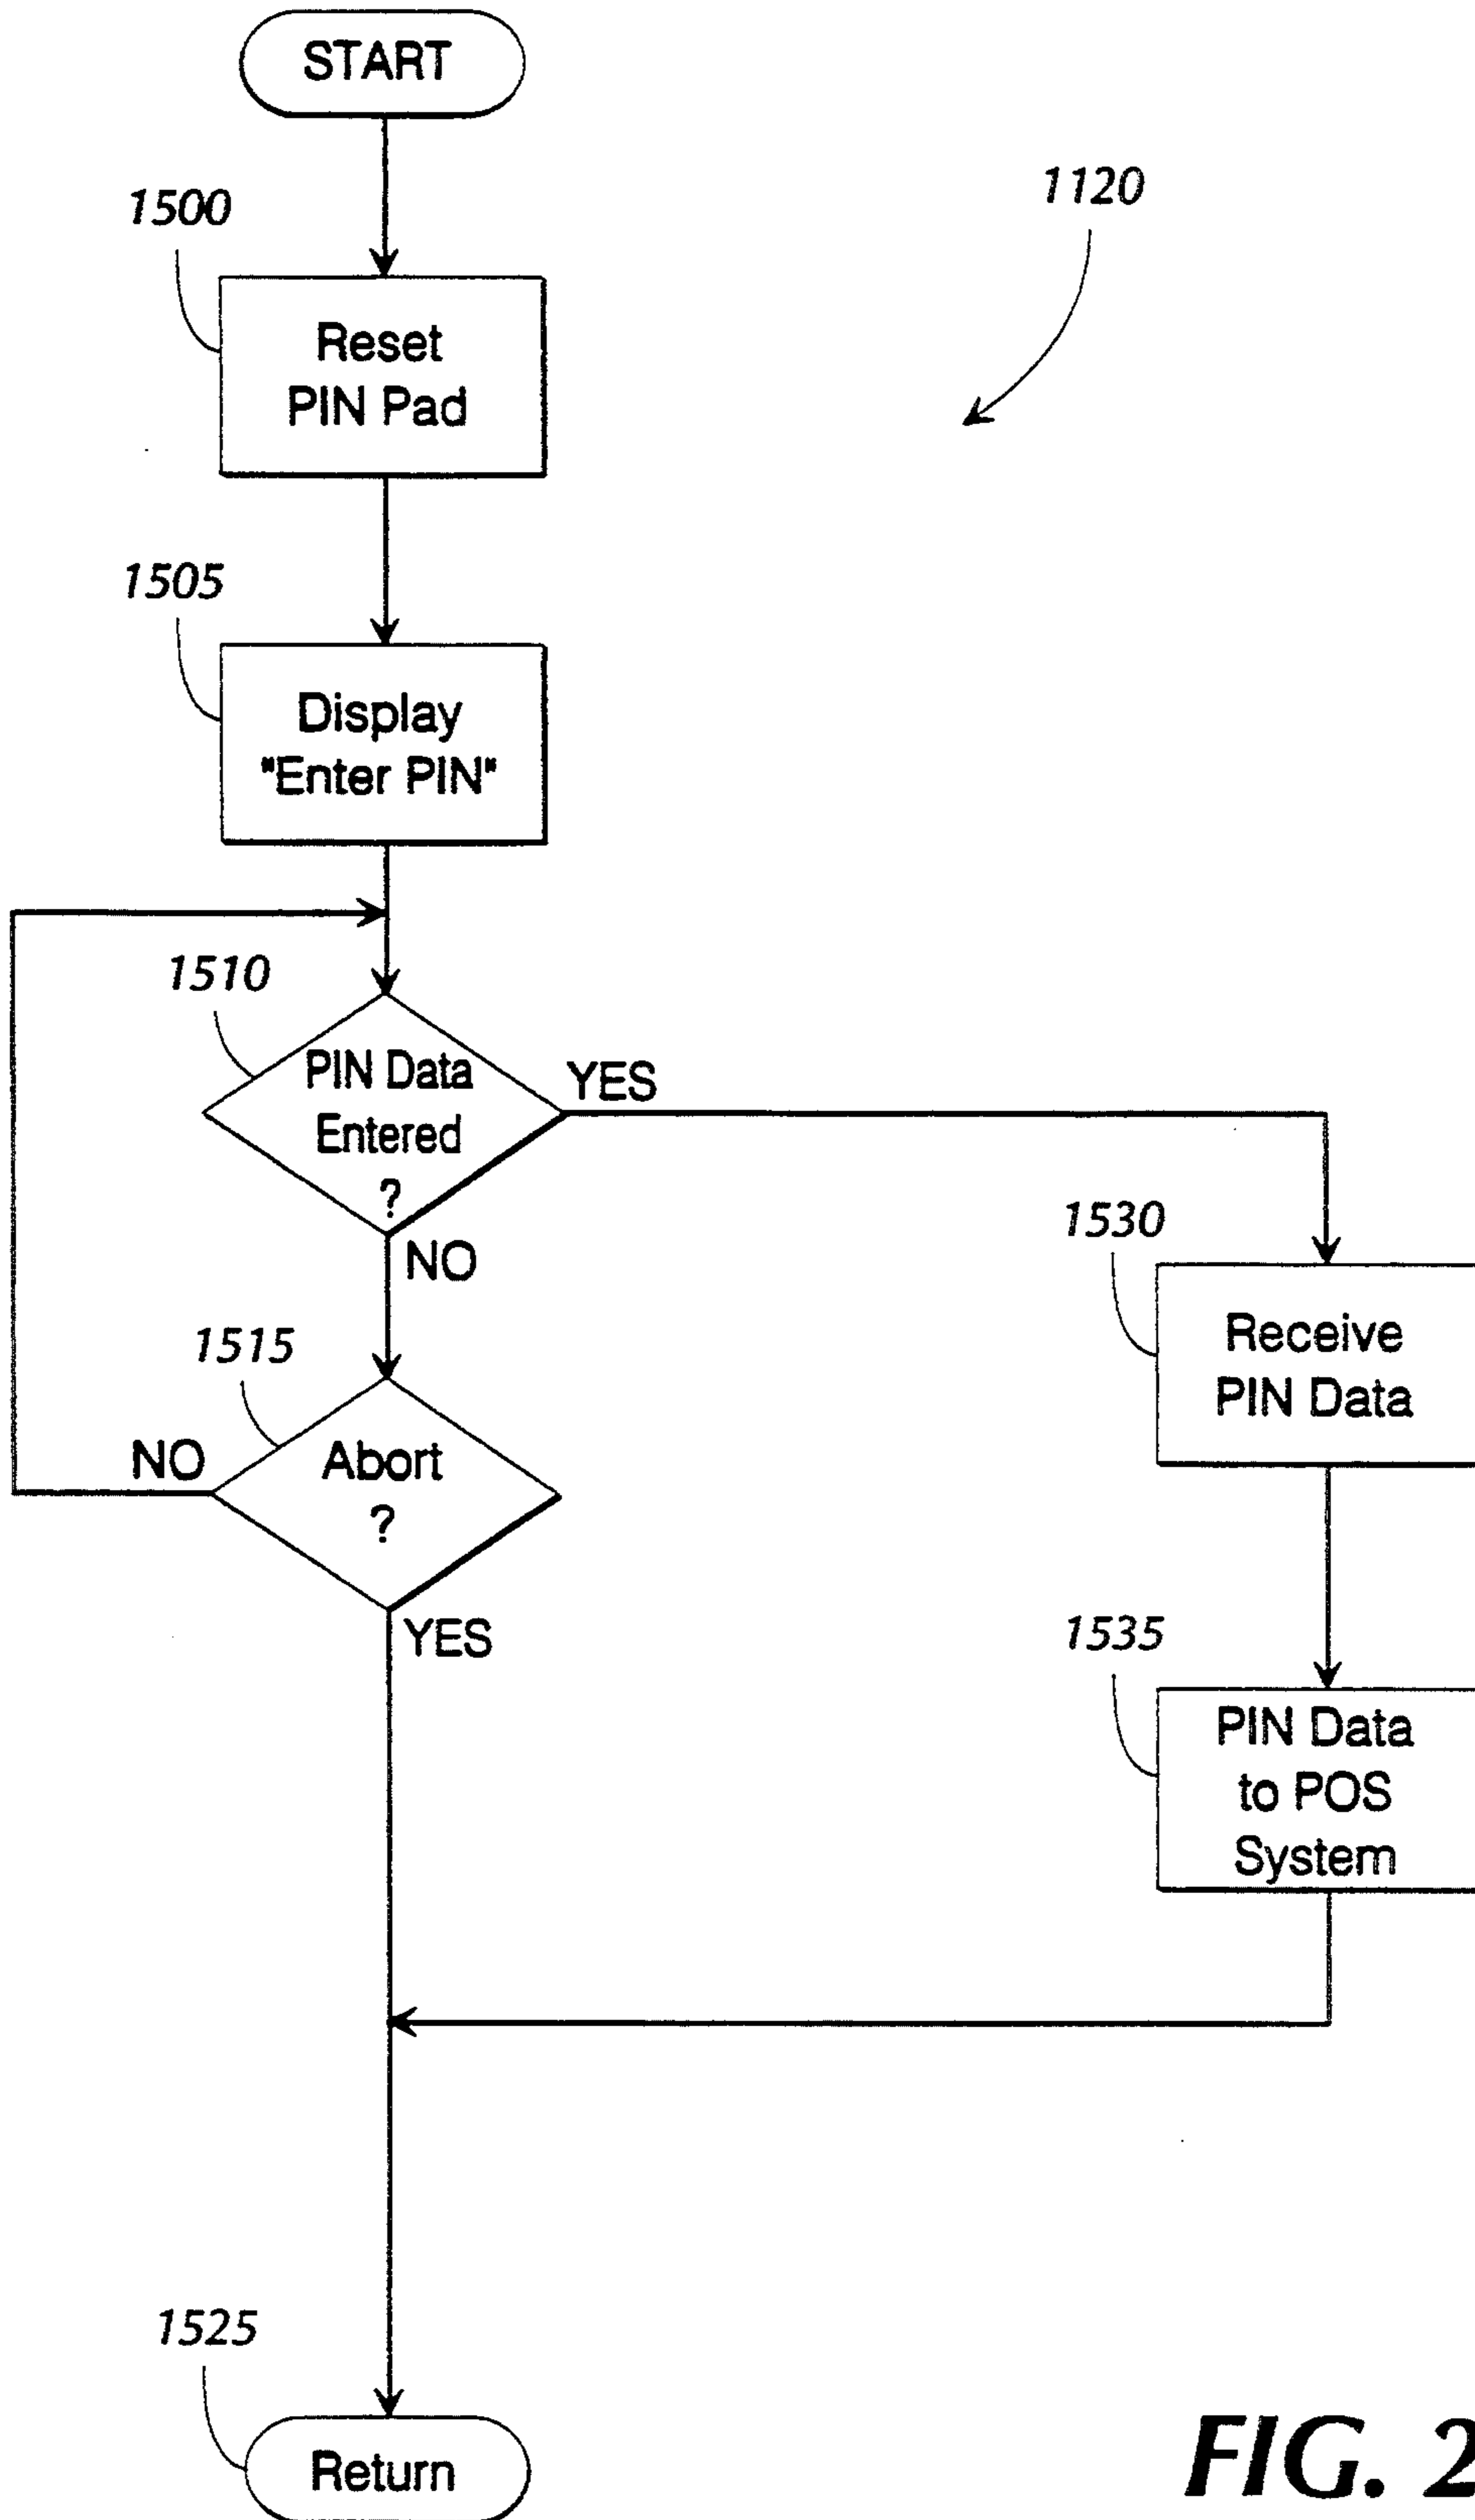 START
1500
1120
Reset
PIN Pad
1505
Display
"Enter PIN"
1510
PIN Data
Entered
?
YES
NO
1530
Receive
PIN Data
1515
Abort
?
NO
YES
1535
PIN Data
to POS
System
1525
Return
FIG. 2